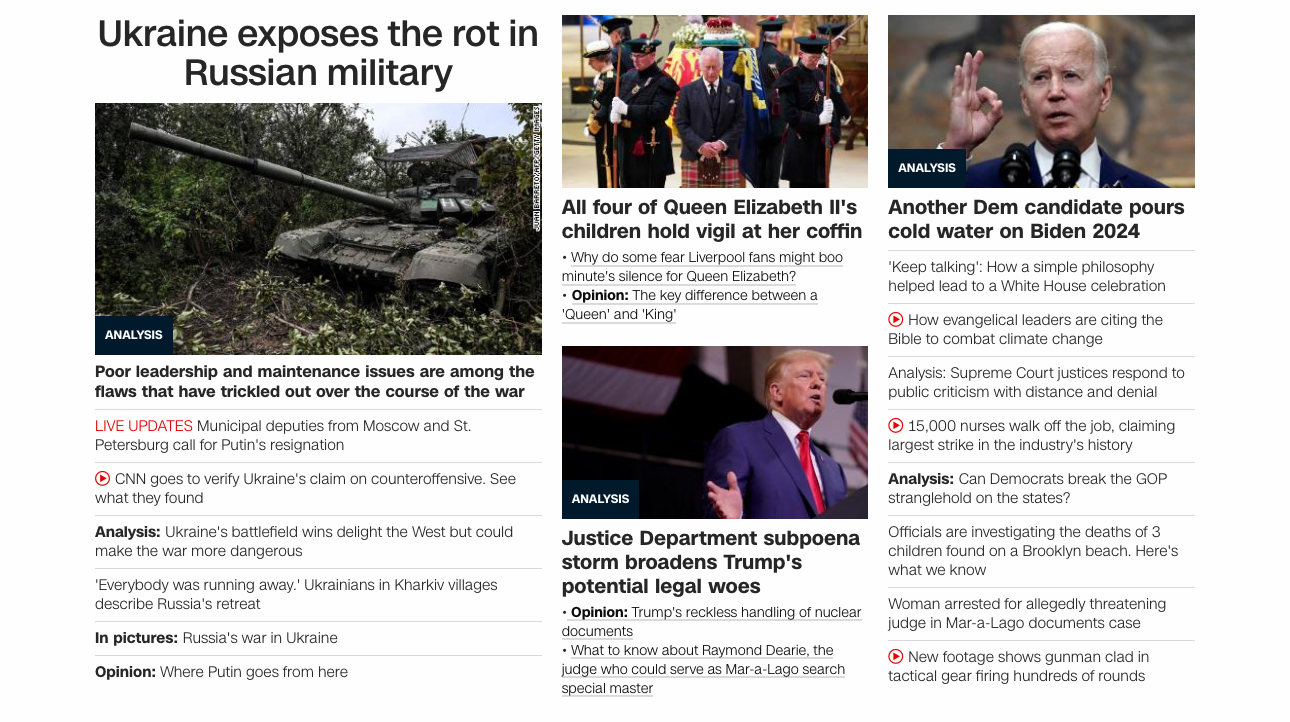 Ukraine exposes the rot in
Russian military
JUAN BARRETO/AFP/GETTY IMAGES
ANALYSIS
Poor leadership and maintenance issues are among the
flaws that have trickled out over the course of the war
LIVE UPDATES Municipal deputies from Moscow and St.
Petersburg call for Putin's resignation
CNN goes to verify Ukraine's claim on counteroffensive. See
what they found
Analysis: Ukraine's battlefield wins delight the West but could
make the war more dangerous
'Everybody was running away.' Ukrainians in Kharkiv villages
describe Russia's retreat
In pictures: Russia's war in Ukraine
Opinion: Where Putin goes from here
All four of Queen Elizabeth II's
children hold vigil at her coffin
• Why do some fear Liverpool fans might boo
minute's silence for Queen Elizabeth?
• Opinion: The key difference between a
'Queen' and 'King'
ANALYSIS
Justice Department subpoena
storm broadens Trump's
potential legal woes
• Opinion: Trump's reckless handling of nuclear
documents
• What to know about Raymond Dearie, the
judge who could serve as Mar-a-Lago search
special master
ANALYSIS
Another Dem candidate pours
cold water on Biden 2024
'Keep talking': How a simple philosophy
helped lead to a White House celebration
How evangelical leaders are citing the
Bible to combat climate change
Analysis: Supreme Court justices respond to
public criticism with distance and denial
15,000 nurses walk off the job, claiming
largest strike in the industry's history
Analysis: Can Democrats break the GOP
stranglehold on the states?
Officials are investigating the deaths of 3
children found on a Brooklyn beach. Here's
what we know
Woman arrested for allegedly threatening
judge in Mar-a-Lago documents case
New footage shows gunman clad in
tactical gear firing hundreds of rounds